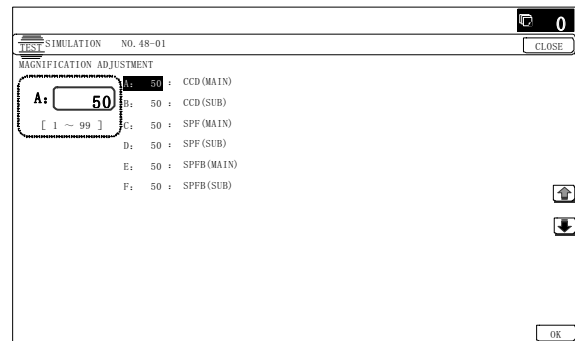 0
TEST SIMULATION NO. 48-01
CLOSE
MAGNIFICATION ADJUSTMENT
A: 50
[ 1 ~ 99 ]
A: 50 : CCD(MAIN)
B: 50 : CCD(SUB)
C: 50 : SPF(MAIN)
D: 50 : SPF(SUB)
E: 50 : SPFB(MAIN)
F: 50 : SPFB(SUB)
OK